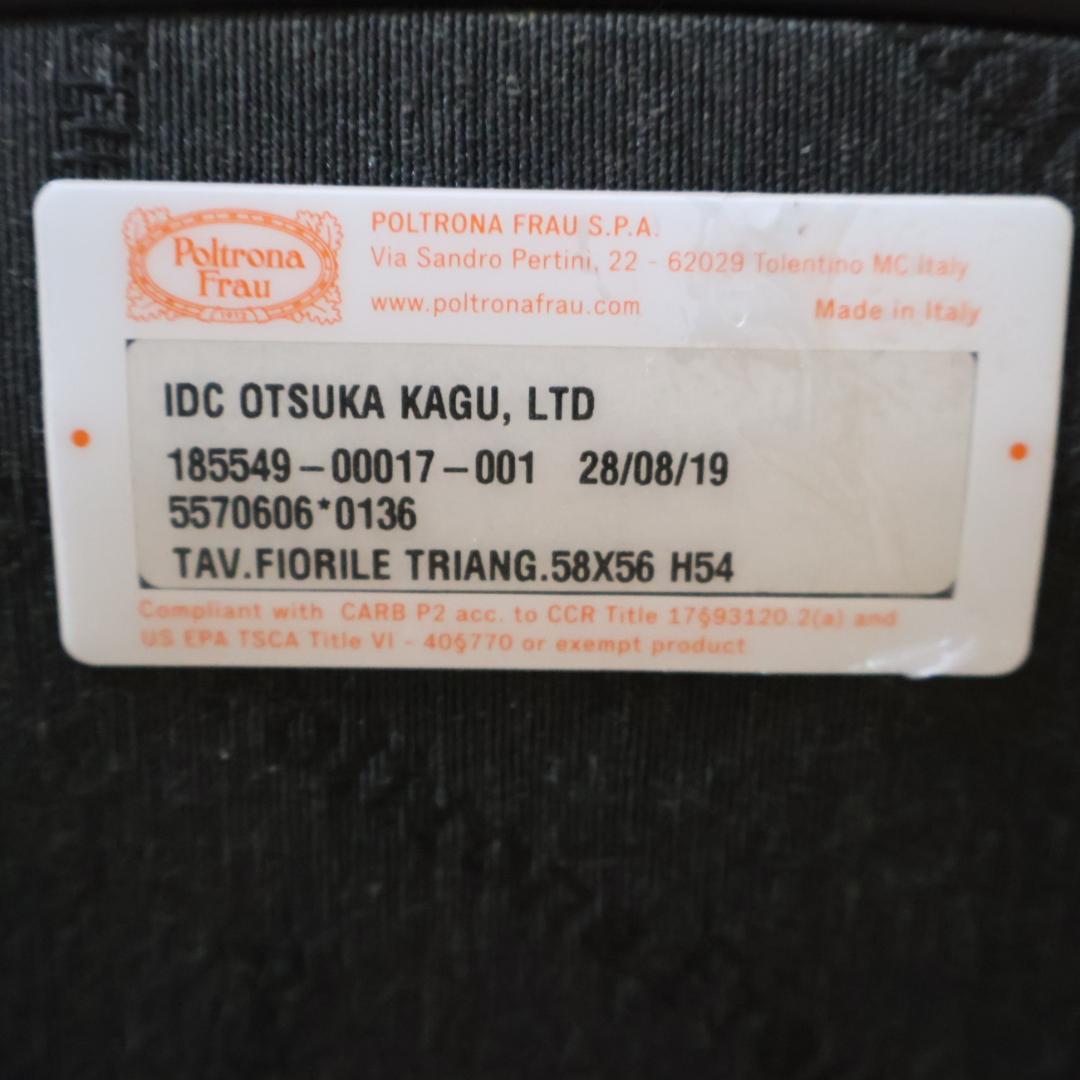 Poltrona
Frau
1912
POLTRONA FRAU S.P.A.
Via Sandro Pertini, 22 - 62029 Tolentino MC Italy
www.poltronafrau.com
Made in Italy
IDC OTSUKA KAGU, LTD
185549-00017-001 28/08/19
5570606*0136
TAV.FIORILE TRIANG.58X56 H54
Compliant with CARB P2 acc. to CCR Title 17§93120.2(a) and
US EPA TSCA Title VI - 40§770 or exempt product